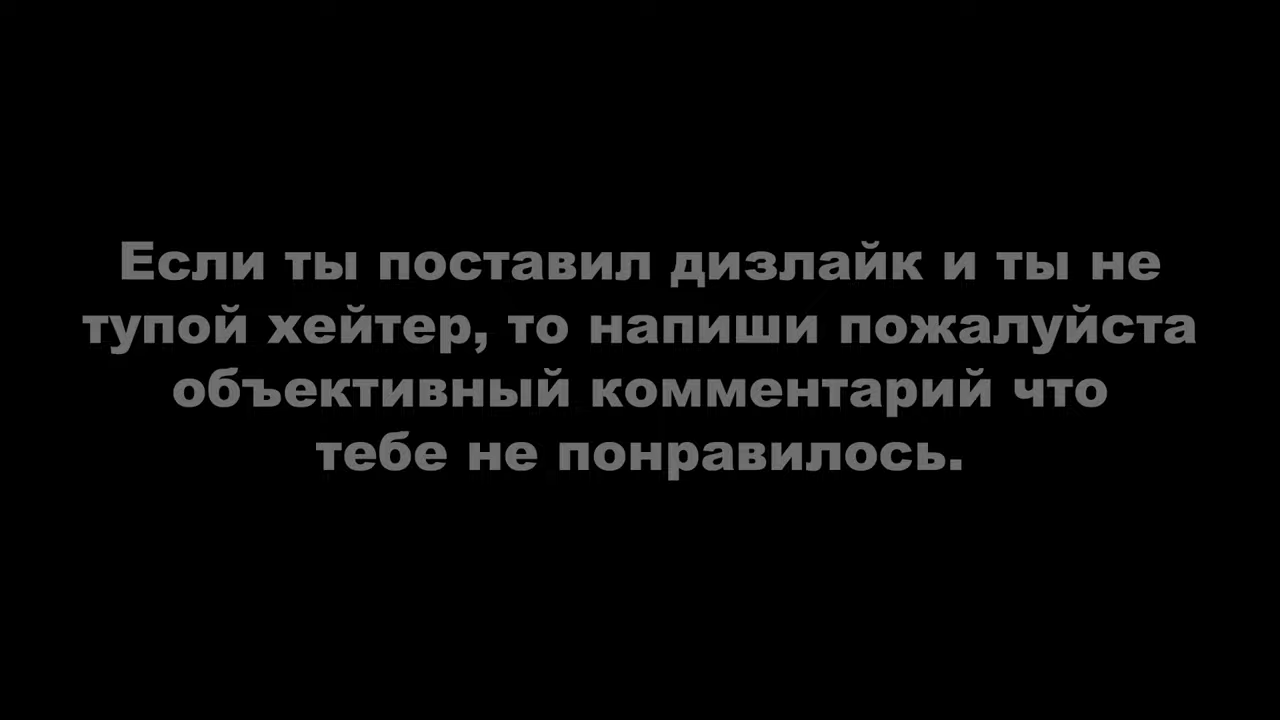 Если ты поставил дизлайк и ты не
тупой хейтер, то напиши пожалуйста
объективный комментарий что
тебе не понравилось.